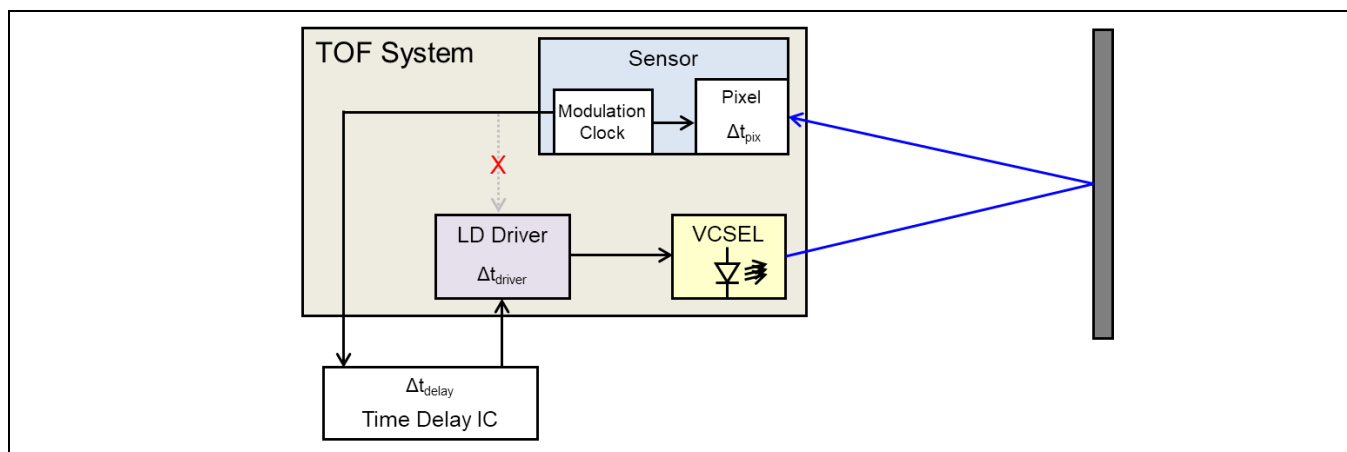 TOF System
Sensor
Modulation
Clock
Pixel
Δtpix
X
LD Driver
Δtdriver
VCSEL
Δtdelay
Time Delay IC